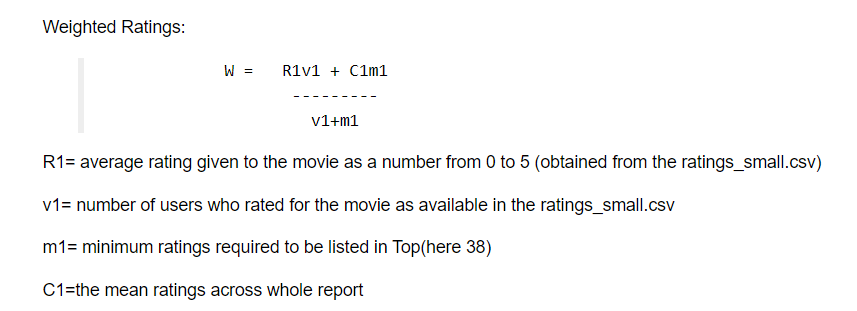 Weighted Ratings:
W = R1v1 + C1m1
---------
v1+m1
R1= average rating given to the movie as a number from 0 to 5 (obtained from the ratings_small.csv)
v1= number of users who rated for the movie as available in the ratings_small.csv
m1= minimum ratings required to be listed in Top(here 38)
C1=the mean ratings across whole report